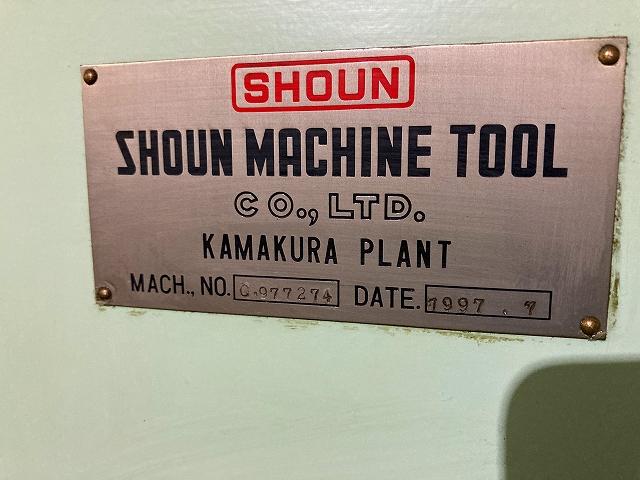 SHOUN
SHOUN MACHINE TOOL
CO., LTD.
KAMAKURA PLANT
MACH., NO. C.977274 DATE. 1997.7